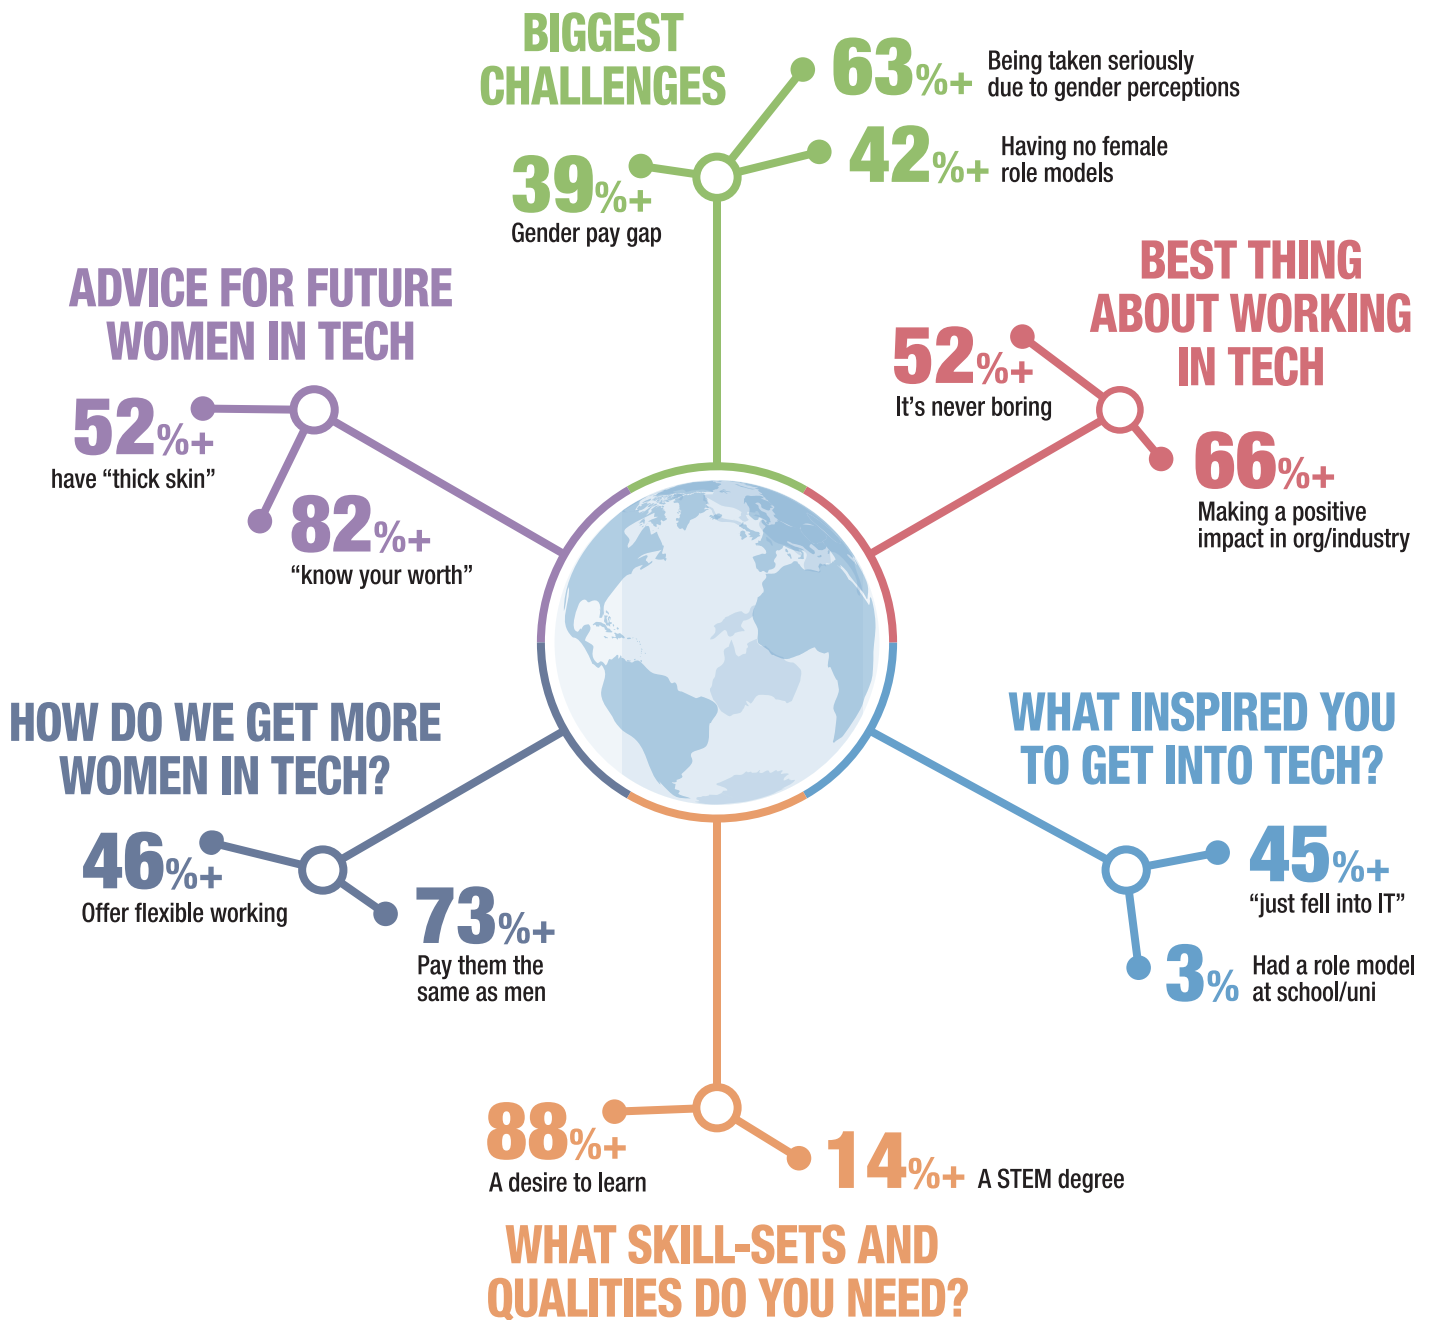 BIGGEST
CHALLENGES
63%+
Being taken seriously
due to gender perceptions
42%+
Having no female
role models
39%+
Gender pay gap
BEST THING
ABOUT WORKING
IN TECH
52%+
It’s never boring
66%+
Making a positive
impact in org/industry
ADVICE FOR FUTURE
WOMEN IN TECH
52%+
have “thick skin”
82%+
“know your worth”
HOW DO WE GET MORE
WOMEN IN TECH?
46%+
Offer flexible working
73%+
Pay them the
same as men
WHAT INSPIRED YOU
TO GET INTO TECH?
45%+
“just fell into IT”
3%
Had a role model
at school/uni
88%+
A desire to learn
14%+
A STEM degree
WHAT SKILL-SETS AND
QUALITIES DO YOU NEED?